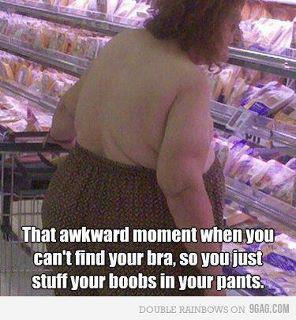 That awkward moment when you
can't find your bra, so you just
stuff your boobs in your pants.
DOUBLE RAINBOWS ON 9GAG.COM